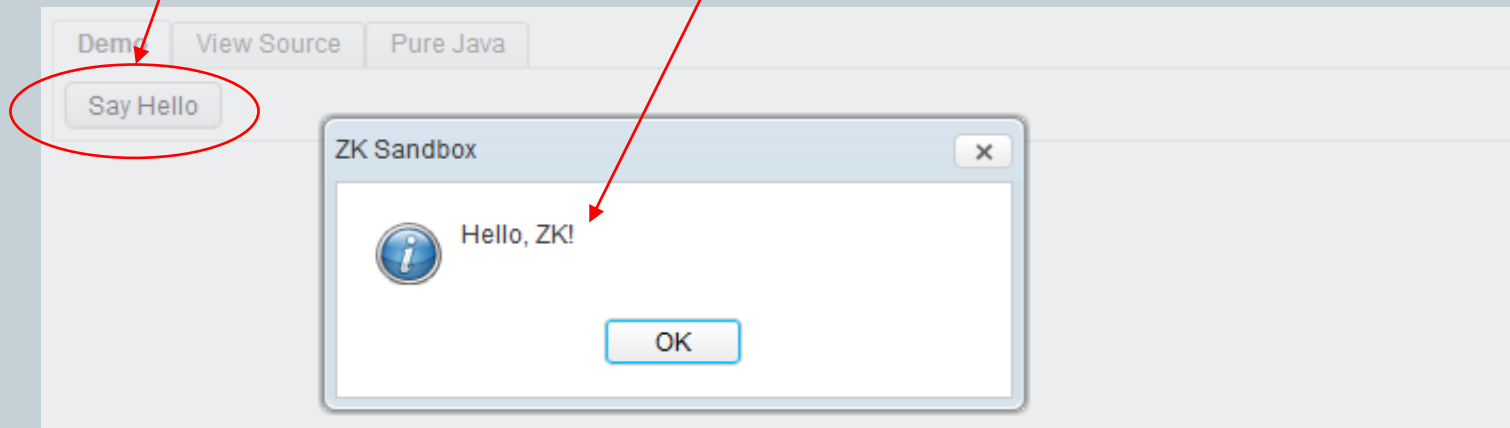 Demo View Source Pure Java
Say Hello
ZK Sandbox
Hello, ZK!
OK